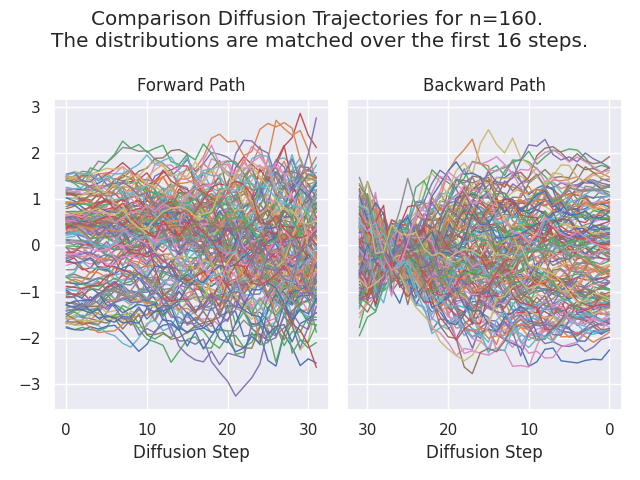 Comparison Diffusion Trajectories for n=160.
The distributions are matched over the first 16 steps.
Forward Path
Backward Path
3
2
1
0
−1
−2
−3
0 10 20 30
30 20 10 0
Diffusion Step
Diffusion Step